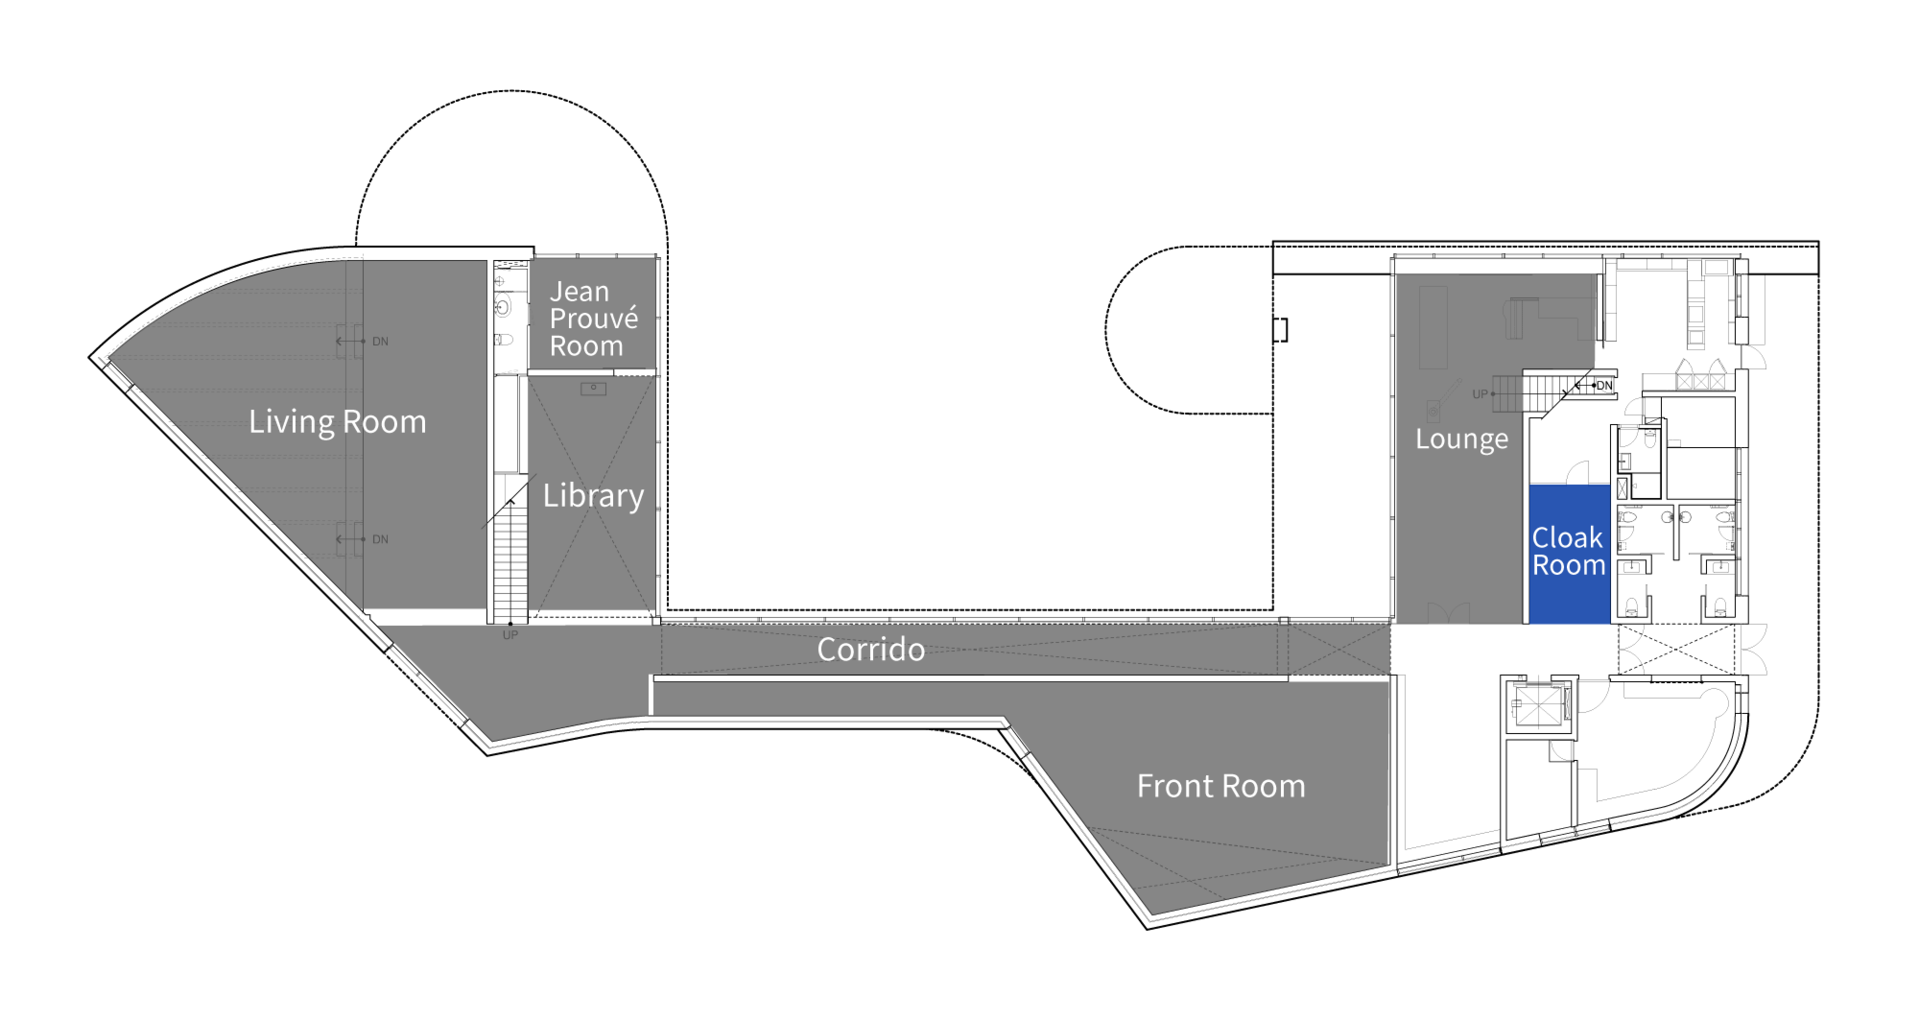 Jean
Prouvé
Room
DN
Living Room
Library
DN
UP
Corrido
Front Room
UP
DN
Lounge
Cloak
Room